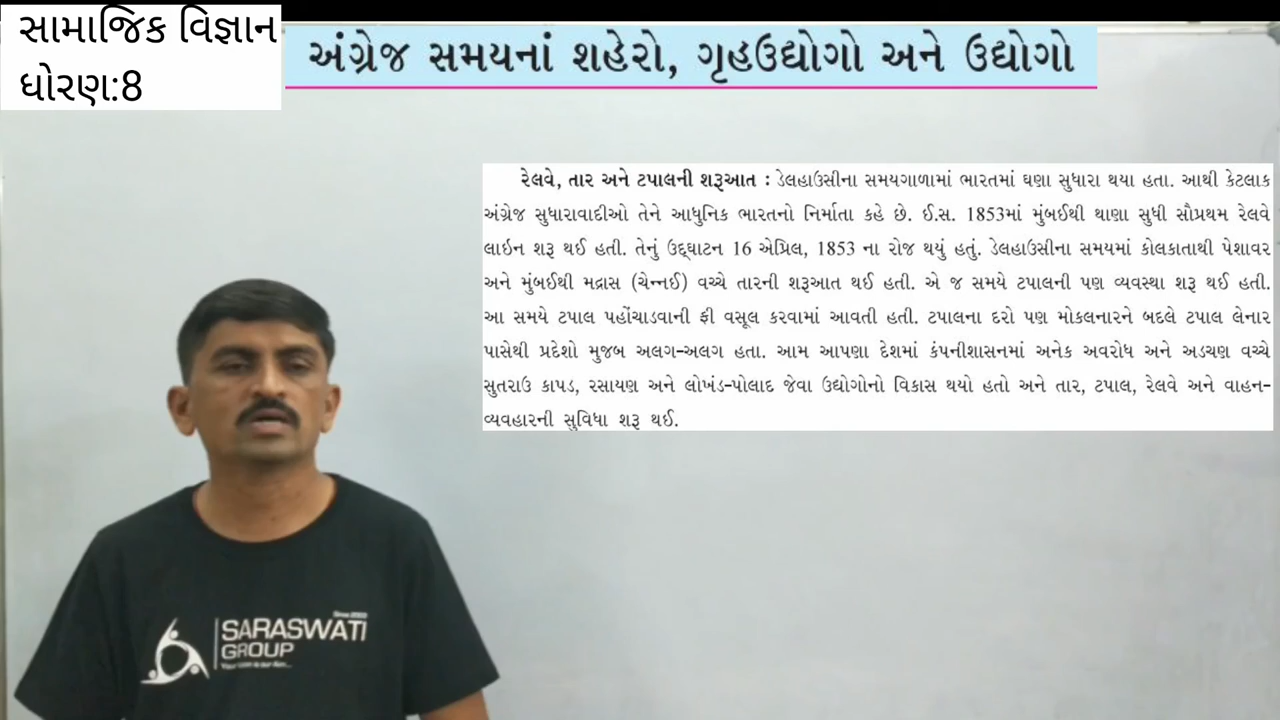 સામાજિક વિજ્ઞાન
ધોરણ:8
અંગ્રેજ સમયનાં શહેરો, ગૃહઉદ્યોગો અને ઉદ્યોગો
રેલવે, તાર અને ટપાલની શરૂઆત : ડેલહાઉસીના સમયગાળામાં ભારતમાં ઘણા સુધારા થયા હતા. આથી કેટલાક
અંગ્રેજ સુધારાવાદીઓ તેને આધુનિક ભારતનો નિર્માતા કહે છે. ઈ.સ. 1853માં મુંબઈથી થાણા સુધી સૌપ્રથમ રેલવે
લાઇન શરૂ થઈ હતી. તેનું ઉદ્ઘાટન 16 એપ્રિલ, 1853 ના રોજ થયું હતું. ડેલહાઉસીના સમયમાં કોલકાતાથી પેશાવર
અને મુંબઈથી મદ્રાસ (ચેન્નઈ) વચ્ચે તારની શરૂઆત થઈ હતી. એ જ સમયે ટપાલની પણ વ્યવસ્થા શરૂ થઈ હતી.
આ સમયે ટપાલ પહોંચાડવાની ફી વસૂલ કરવામાં આવતી હતી. ટપાલના દરો પણ મોકલનારને બદલે ટપાલ લેનાર
પાસેથી પ્રદેશો મુજબ અલગ-અલગ હતા. આમ આપણા દેશમાં કંપનીશાસનમાં અનેક અવરોધ અને અડચણ વચ્ચે
સુતરાઉ કાપડ, રસાયણ અને લોખંડ-પોલાદ જેવા ઉદ્યોગોનો વિકાસ થયો હતો અને તાર, ટપાલ, રેલવે અને વાહન-
વ્યવહારની સુવિધા શરૂ થઈ.
Since 2003
SARASWATI
GROUP